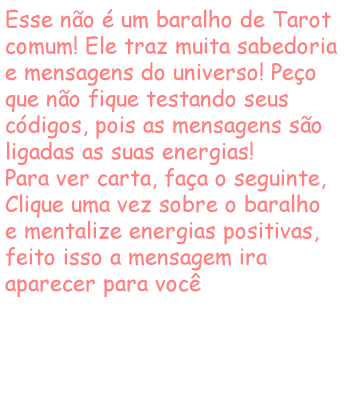 Esse não é um baralho de Tarot
comum! Ele traz muita sabedoria
e mensagens do universo! Peço
que não fique testando seus
códigos, pois as mensagens são
ligadas as suas energias!
Para ver carta, faça o seguinte,
Clique uma vez sobre o baralho
e mentalize energias positivas,
feito isso a mensagem ira
aparecer para você